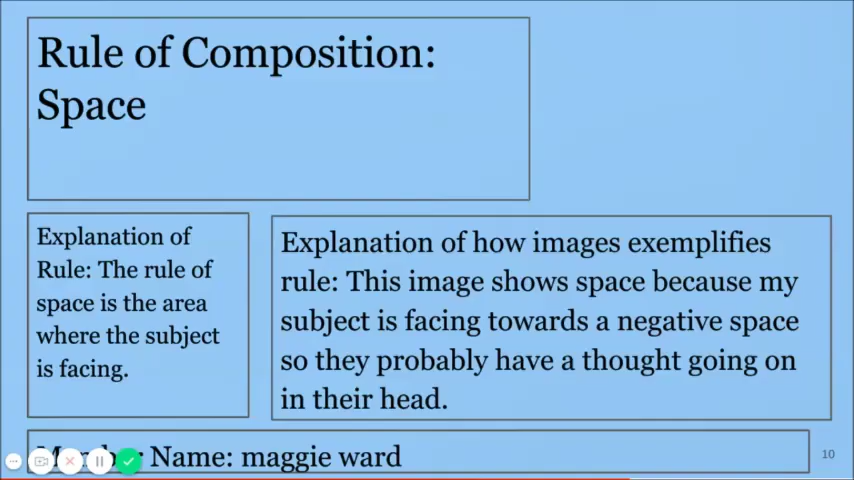 Rule of Composition:
Space
Explanation of
Rule: The rule of
space is the area
where the subject
is facing.
Explanation of how images exemplifies
rule: This image shows space because my
subject is facing towards a negative space
so they probably have a thought going on
in their head.
Name: maggie ward
10